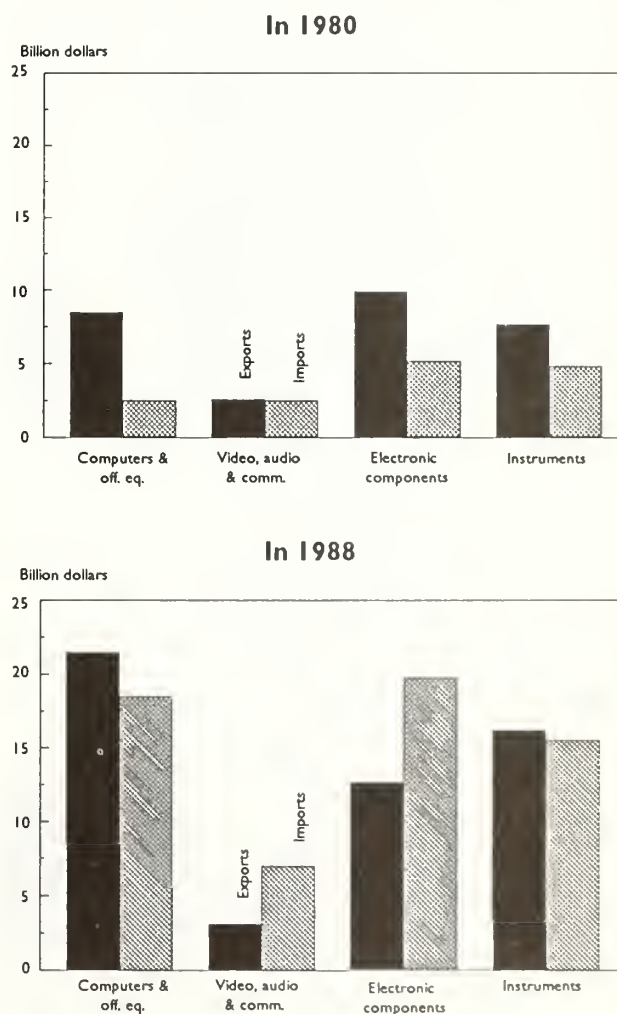 In 1980
Billion dollars
25
20
15
10
5
0
Exports
Imports
Computers &
off. eq.
Video, audio
& comm.
Electronic
components
Instruments
In 1988
Billion dollars
25
20
15
10
5
0
Exports
Imports
Computers &
off. eq.
Video, audio
& comm.
Electronic
components
Instruments